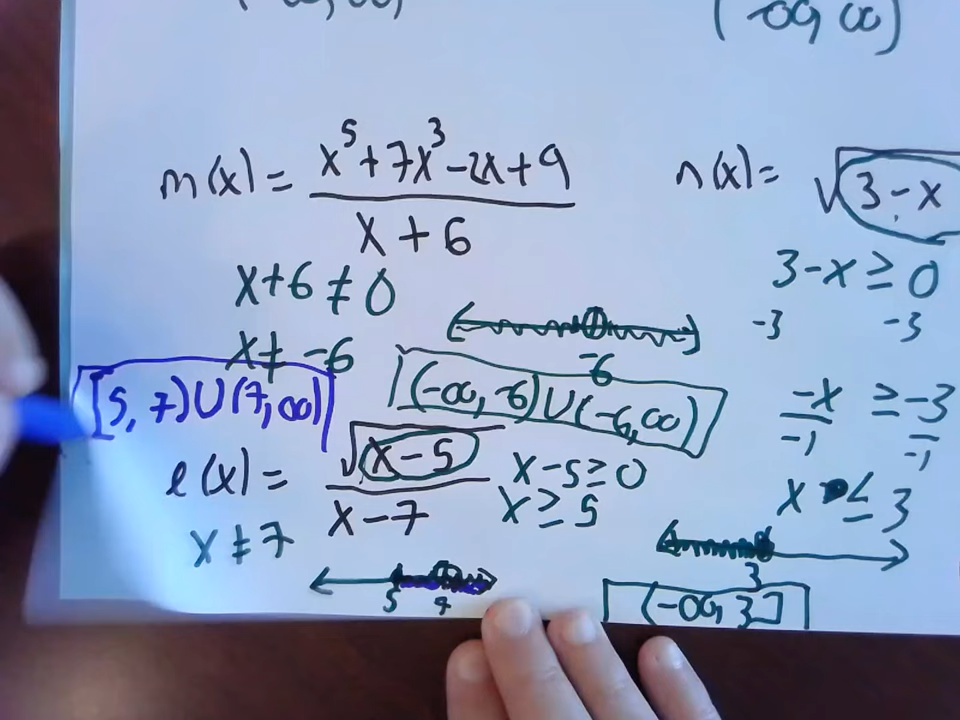 (-∞, ∞)
(-∞, ∞)
m(x) = (x⁵+7x³-2x+9)/(x+6)
x+6 ≠ 0
x ≠ -6
-6
(-∞, -6)U(-6, ∞)
n(x) = √(3-x)
3-x ≥ 0
-3 -3
-x/-1 ≥ -3/-1
x ≤ 3
3
(-∞, 3]
[5, 7)U(7, ∞)
l(x) = √(x-5)/(x-7)
x-5 ≥ 0
x ≥ 5
x ≠ 7
5